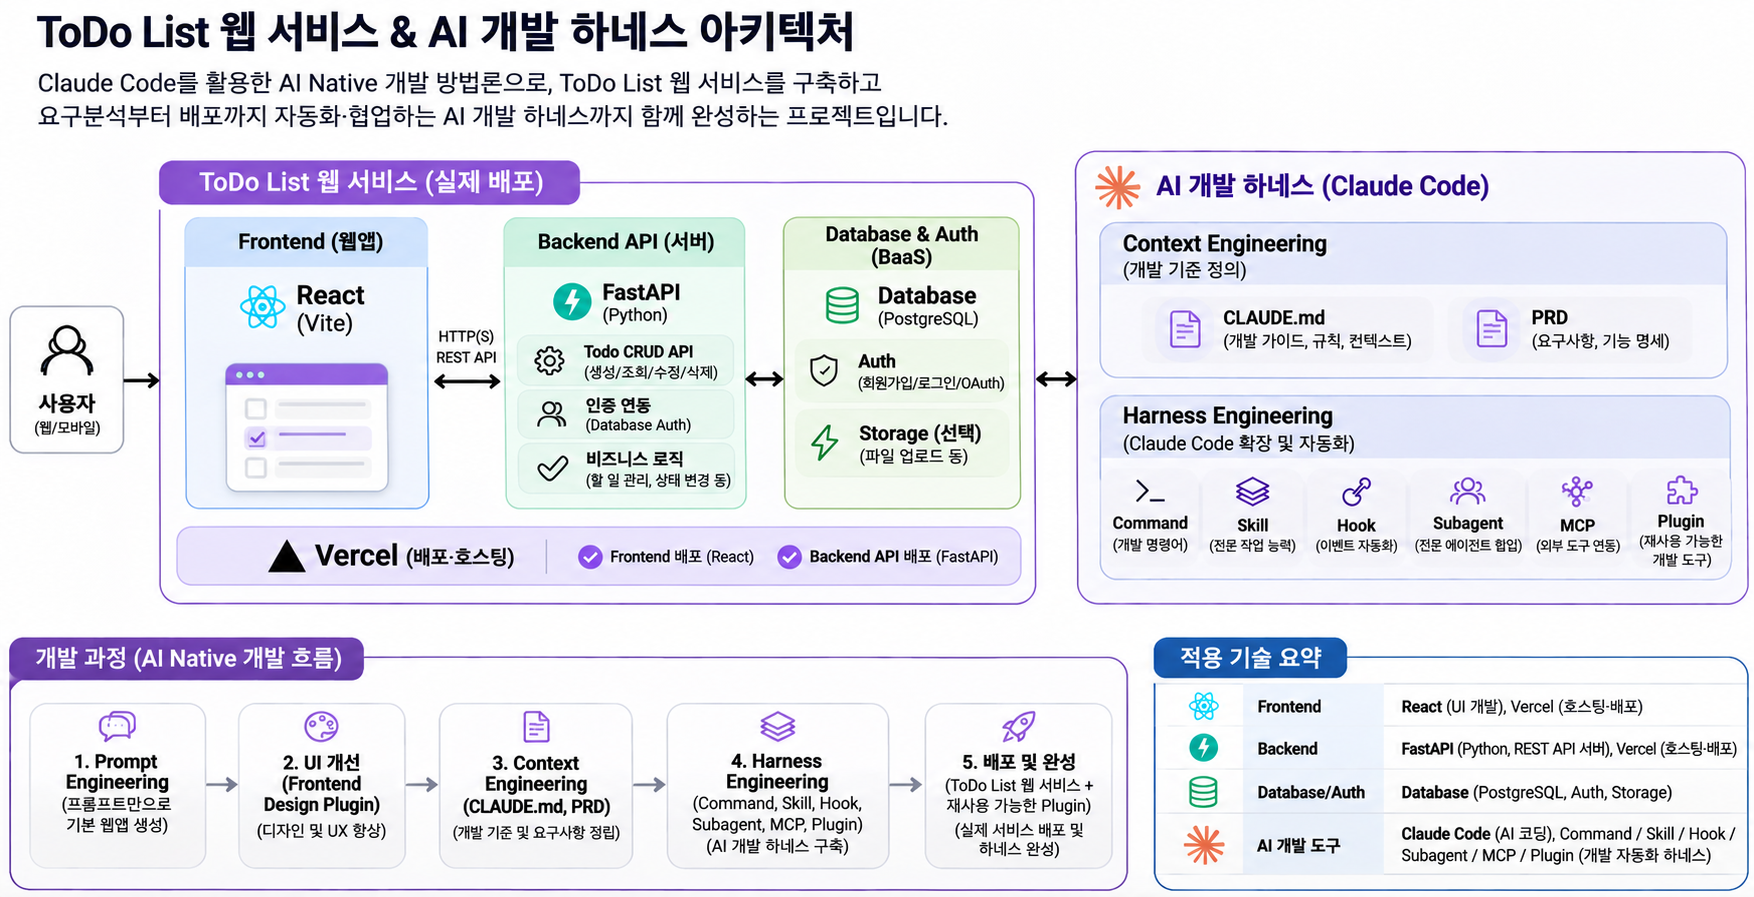 ToDo List 웹 서비스 & AI 개발 하네스 아키텍처
Claude Code를 활용한 AI Native 개발 방법론으로, ToDo List 웹 서비스를 구축하고
요구분석부터 배포까지 자동화·협업하는 AI 개발 하네스까지 함께 완성하는 프로젝트입니다.
사용자
(웹/모바일)
ToDo List 웹 서비스 (실제 배포)
Frontend (웹앱)
React
(Vite)
HTTP(S)
REST API
Backend API (서버)
FastAPI
(Python)
Todo CRUD API
(생성/조회/수정/삭제)
인증 연동
(Database Auth)
비즈니스 로직
(할 일 관리, 상태 변경 등)
Database & Auth
(BaaS)
Database
(PostgreSQL)
Auth
(회원가입/로그인/OAuth)
Storage (선택)
(파일 업로드 등)
Vercel (배포·호스팅)
Frontend 배포 (React)
Backend API 배포 (FastAPI)
AI 개발 하네스 (Claude Code)
Context Engineering
(개발 기준 정의)
CLAUDE.md
(개발 가이드, 규칙, 컨텍스트)
PRD
(요구사항, 기능 명세)
Harness Engineering
(Claude Code 확장 및 자동화)
Command
(개발 명령어)
Skill
(전문 작업 능력)
Hook
(이벤트 자동화)
Subagent
(전문 에이전트 협업)
MCP
(외부 도구 연동)
Plugin
(재사용 가능한
개발 도구)
개발 과정 (AI Native 개발 흐름)
1. Prompt
Engineering
(프롬프트만으로
기본 웹앱 생성)
2. UI 개선
(Frontend
Design Plugin)
(디자인 및 UX 향상)
3. Context
Engineering
(CLAUDE.md, PRD)
(개발 기준 및 요구사항 정립)
4. Harness
Engineering
(Command, Skill, Hook,
Subagent, MCP, Plugin)
(AI 개발 하네스 구축)
5. 배포 및 완성
(ToDo List 웹 서비스 +
재사용 가능한 Plugin)
(실제 서비스 배포 및
하네스 완성)
적용 기술 요약
Frontend
React (UI 개발), Vercel (호스팅·배포)
Backend
FastAPI (Python, REST API 서버), Vercel (호스팅·배포)
Database/Auth
Database (PostgreSQL, Auth, Storage)
AI 개발 도구
Claude Code (AI 코딩), Command / Skill / Hook /
Subagent / MCP / Plugin (개발 자동화 하네스)